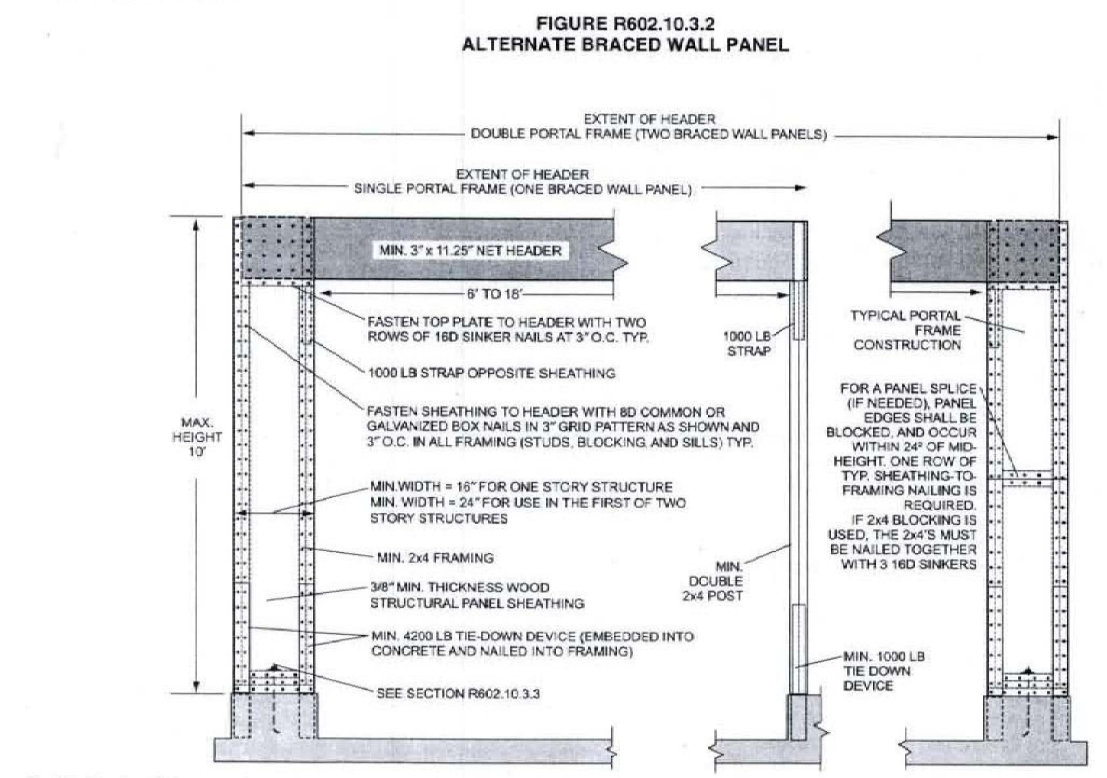 FIGURE R602.10.3.2
ALTERNATE BRACED WALL PANEL
EXTENT OF HEADER
DOUBLE PORTAL FRAME (TWO BRACED WALL PANELS)
EXTENT OF HEADER
SINGLE PORTAL FRAME (ONE BRACED WALL PANEL)
MIN. 3" x 11.25" NET HEADER
6' TO 18'
FASTEN TOP PLATE TO HEADER WITH TWO
ROWS OF 16D SINKER NAILS AT 3" O.C. TYP.
1000 LB
STRAP
TYPICAL PORTAL
FRAME
CONSTRUCTION
1000 LB STRAP OPPOSITE SHEATHING
FASTEN SHEATHING TO HEADER WITH 8D COMMON OR
GALVANIZED BOX NAILS IN 3" GRID PATTERN AS SHOWN AND
3" O.C. IN ALL FRAMING (STUDS, BLOCKING AND SILLS) TYP.
MAX.
HEIGHT
10'
FOR A PANEL SPLICE
(IF NEEDED), PANEL
EDGES SHALL BE
BLOCKED, AND OCCUR
WITHIN 24" OF MID-
HEIGHT. ONE ROW OF
TYP. SHEATHING-TO-
FRAMING NAILING IS
REQUIRED.
IF 2x4 BLOCKING IS
USED, THE 2x4'S MUST
BE NAILED TOGETHER
WITH 3 16D SINKERS
MIN. WIDTH = 16" FOR ONE STORY STRUCTURE
MIN. WIDTH = 24" FOR USE IN THE FIRST OF TWO
STORY STRUCTURES
MIN. 2x4 FRAMING
MIN.
DOUBLE
2x4 POST
3/8" MIN. THICKNESS WOOD
STRUCTURAL PANEL SHEATHING
MIN. 4200 LB TIE-DOWN DEVICE (EMBEDDED INTO
CONCRETE AND NAILED INTO FRAMING)
MIN. 1000 LB
TIE DOWN
DEVICE
SEE SECTION R602.10.3.3